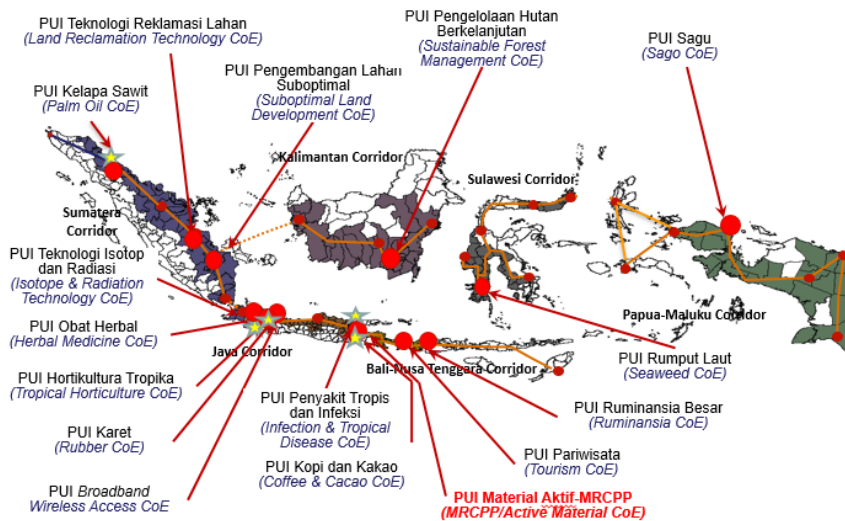 PUI Teknologi Reklamasi Lahan
(Land Reclamation Technology CoE)
PUI Pengelolaan Hutan
Berkelanjutan
(Sustainable Forest
Management CoE)
PUI Sagu
(Sago CoE)
PUI Pengembangan Lahan
Suboptimal
(Suboptimal Land
Development CoE)
PUI Kelapa Sawit
(Palm Oil CoE)
Kalimantan Corridor
Sulawesi Corridor
Sumatera
Corridor
PUI Teknologi Isotop
dan Radiasi
(Isotope & Radiation
Technology CoE)
Papua-Maluku Corridor
PUI Obat Herbal
(Herbal Medicine CoE)
Jaya Corridor
Bali-Nusa Tenggara Corridor
PUI Rumput Laut
(Seaweed CoE)
PUI Hortikultura Tropika
(Tropical Horticulture CoE)
PUI Penyakit Tropis
dan Infeksi
(Infection & Tropical
Disease CoE)
PUI Ruminansia Besar
(Ruminansia CoE)
PUI Karet
(Rubber CoE)
PUI Kopi dan Kakao
(Coffee & Cacao CoE)
PUI Pariwisata
(Tourism CoE)
PUI Broadband
Wireless Access CoE
PUI Material Aktif-MRCPP
(MRCPP/Active Material CoE)